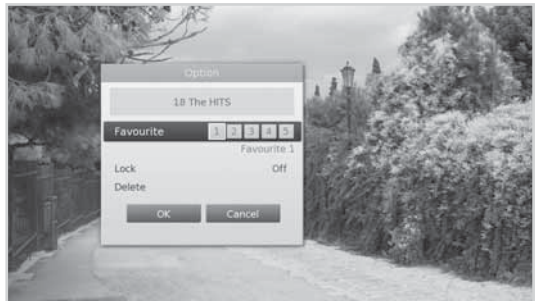 Option
18 The HITS
Favourite 1 2 3 4 5
Favourite 1
Lock Off
Delete
OK Cancel